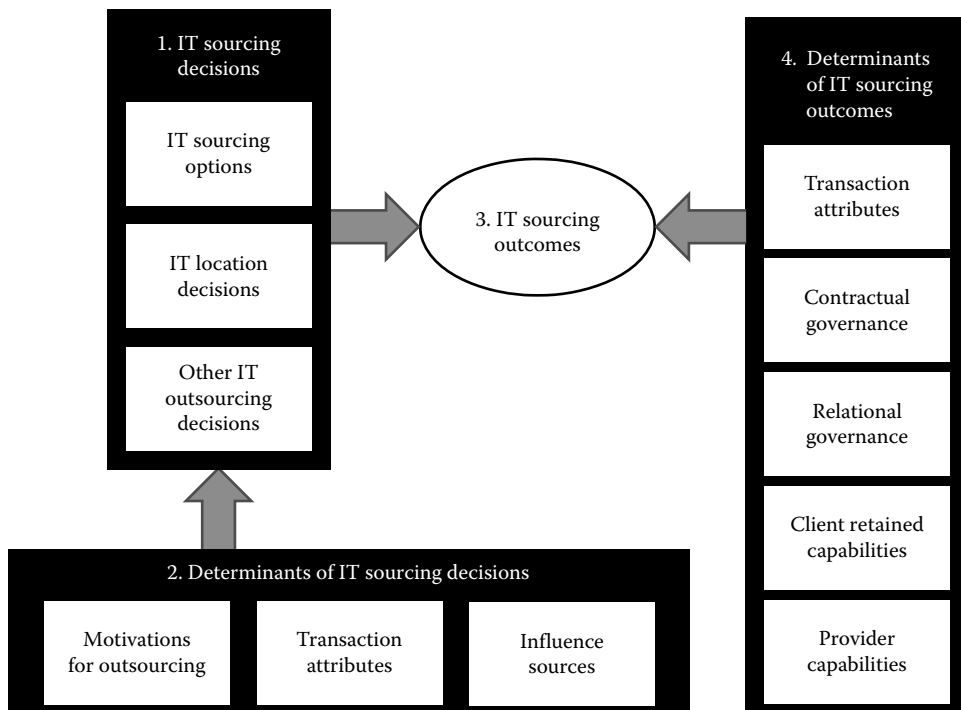 1. IT sourcing
decisions
IT sourcing
options
IT location
decisions
Other IT
outsourcing
decisions
2. Determinants of IT sourcing decisions
Motivations
for outsourcing
Transaction
attributes
Influence
sources
3. IT sourcing
outcomes
4. Determinants
of IT sourcing
outcomes
Transaction
attributes
Contractual
governance
Relational
governance
Client retained
capabilities
Provider
capabilities